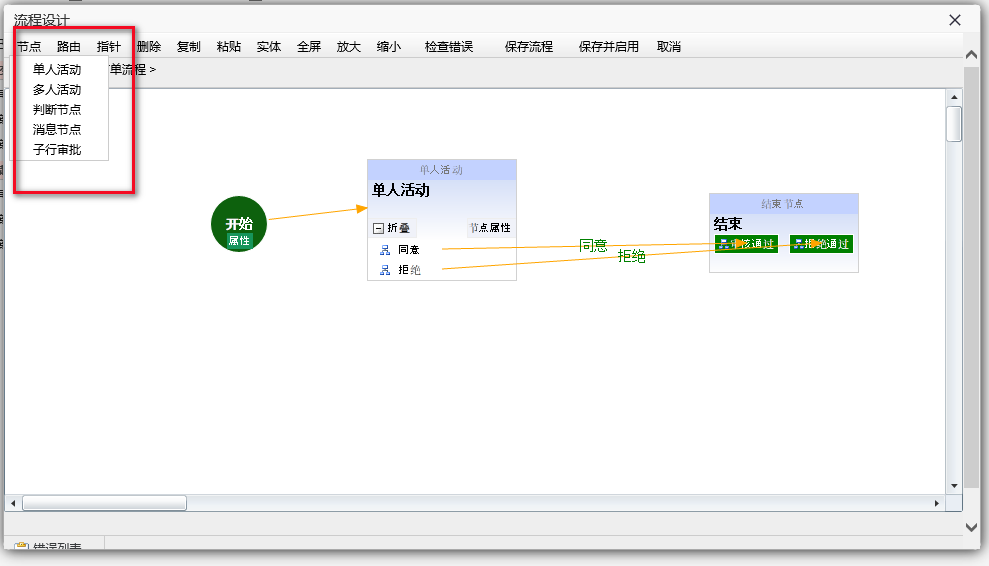 流程设计
节点 路由 指针 删除 复制 粘贴 实体 全屏 放大 缩小 检查错误 保存流程 保存并启用 取消
单流程 >
单人活动
多人活动
判断节点
消息节点
子行审批
开始
属性
单人活动
单人活动
折叠 节点属性
同意
拒绝
同意
拒绝
结束节点
结束
审核通过 拒绝通过
错误列表